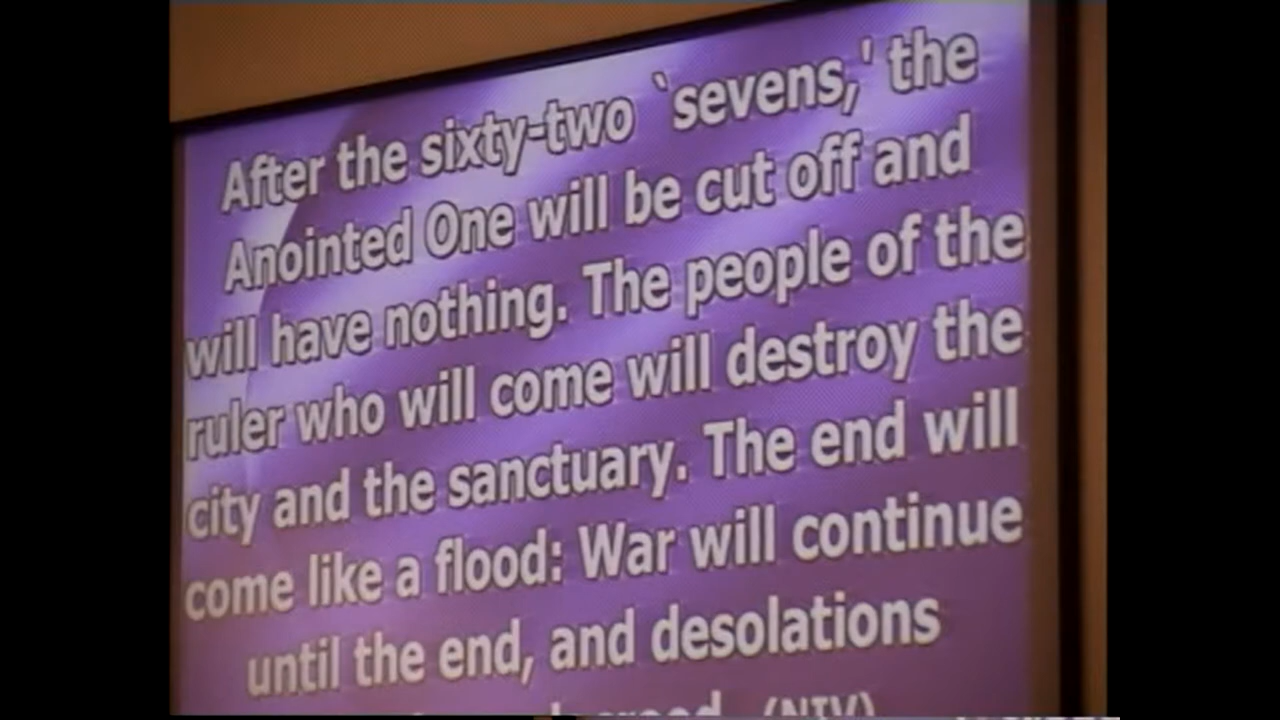 After the sixty-two `sevens,' the
Anointed One will be cut off and
will have nothing. The people of the
ruler who will come will destroy the
city and the sanctuary. The end will
come like a flood: War will continue
until the end, and desolations
(NIV)